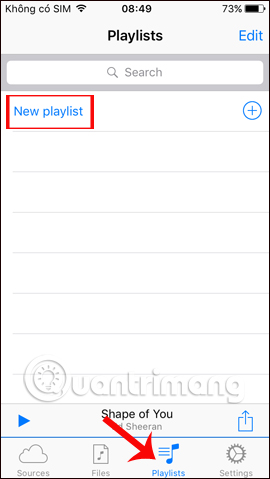 Không có SIM 08:49 73%
Playlists Edit
Search
New playlist
Quantrimang
Shape of You
Sheeran
Sources Files Playlists Settings